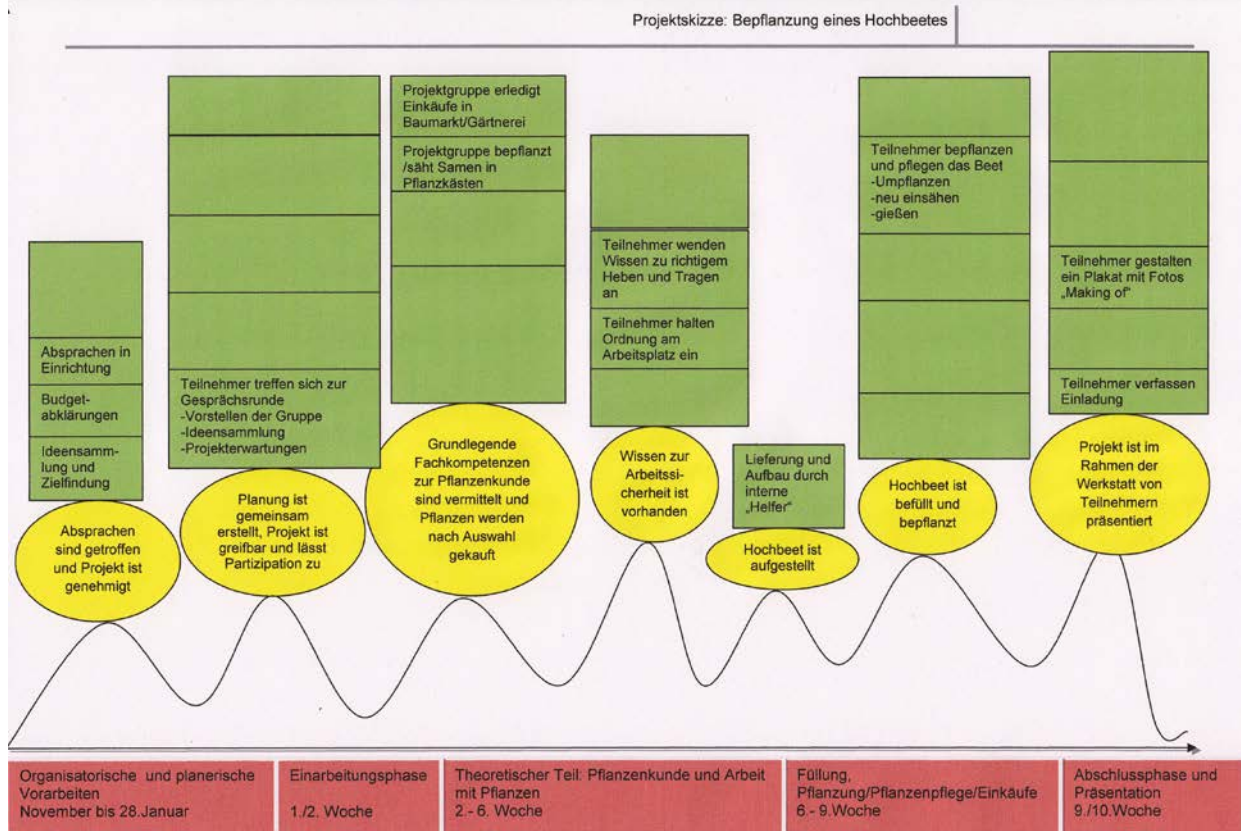 Projektskizze: Bepflanzung eines Hochbeetes
Absprachen in
Einrichtung
Budget-
abklärungen
Ideensamm-
lung und
Zielfindung
Absprachen
sind getroffen
und Projekt ist
genehmigt
Teilnehmer treffen sich zur
Gesprächsrunde
-Vorstellen der Gruppe
-Ideensammlung
-Projekterwartungen
Planung ist
gemeinsam
erstellt, Projekt ist
greifbar und lässt
Partizipation zu
Projektgruppe erledigt
Einkäufe in
Baumarkt/Gärtnerei
Projektgruppe bepflanzt
/säht Samen in
Pflanzkästen
Grundlegende
Fachkompetenzen
zur Pflanzenkunde
sind vermittelt und
Pflanzen werden
nach Auswahl
gekauft
Teilnehmer wenden
Wissen zu richtigem
Heben und Tragen
an
Teilnehmer halten
Ordnung am
Arbeitsplatz ein
Wissen zur
Arbeitssi-
cherheit ist
vorhanden
Lieferung und
Aufbau durch
interne
„Helfer“
Hochbeet ist
aufgestellt
Teilnehmer bepflanzen
und pflegen das Beet
-Umpflanzen
-neu einsähen
-gießen
Hochbeet ist
befüllt und
bepflanzt
Teilnehmer gestalten
ein Plakat mit Fotos
„Making of“
Teilnehmer verfassen
Einladung
Projekt ist im
Rahmen der
Werkstatt von
Teilnehmern
präsentiert
Organisatorische und planerische
Vorarbeiten
November bis 28.Januar
Einarbeitungsphase
1./2. Woche
Theoretischer Teil: Pflanzenkunde und Arbeit
mit Pflanzen
2.- 6. Woche
Füllung,
Pflanzung/Pflanzenpflege/Einkäufe
6.- 9.Woche
Abschlussphase und
Präsentation
9./10.Woche